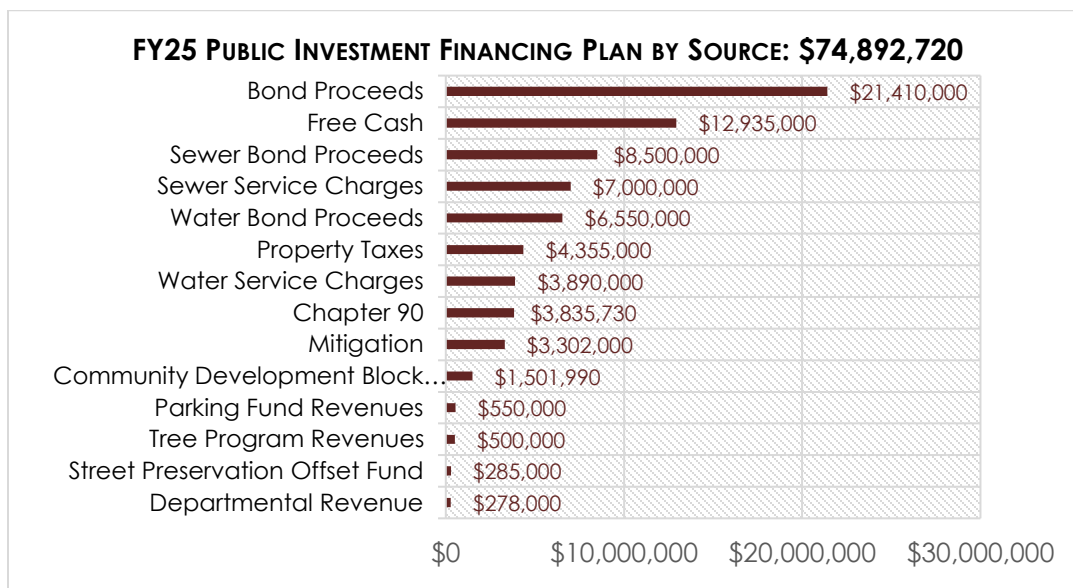 FY25 PUBLIC INVESTMENT FINANCING PLAN BY SOURCE: $74,892,720
Bond Proceeds $21,410,000
Free Cash $12,935,000
Sewer Bond Proceeds $8,500,000
Sewer Service Charges $7,000,000
Water Bond Proceeds $6,550,000
Property Taxes $4,355,000
Water Service Charges $3,890,000
Chapter 90 $3,835,730
Mitigation $3,302,000
Community Development Block… $1,501,990
Parking Fund Revenues $550,000
Tree Program Revenues $500,000
Street Preservation Offset Fund $285,000
Departmental Revenue $278,000
$0 $10,000,000 $20,000,000 $30,000,000